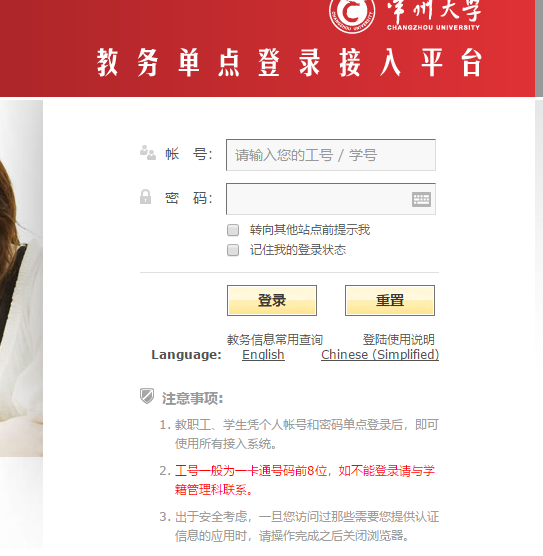 常州大学
CHANGZHOU UNIVERSITY
教务单点登录接入平台
帐 号:
请输入您的工号 / 学号
密 码:
转向其他站点前提示我
记住我的登录状态
登录 重置
教务信息常用查询 登陆使用说明
Language: English Chinese (Simplified)
注意事项:
1. 教职工、学生凭个人帐号和密码单点登录后，即可
使用所有接入系统。
2. 工号一般为一卡通号码前8位，如不能登录请与学
籍管理科联系。
3. 出于安全考虑，一旦您访问过那些需要您提供认证
信息的应用时，请操作完成之后关闭浏览器。